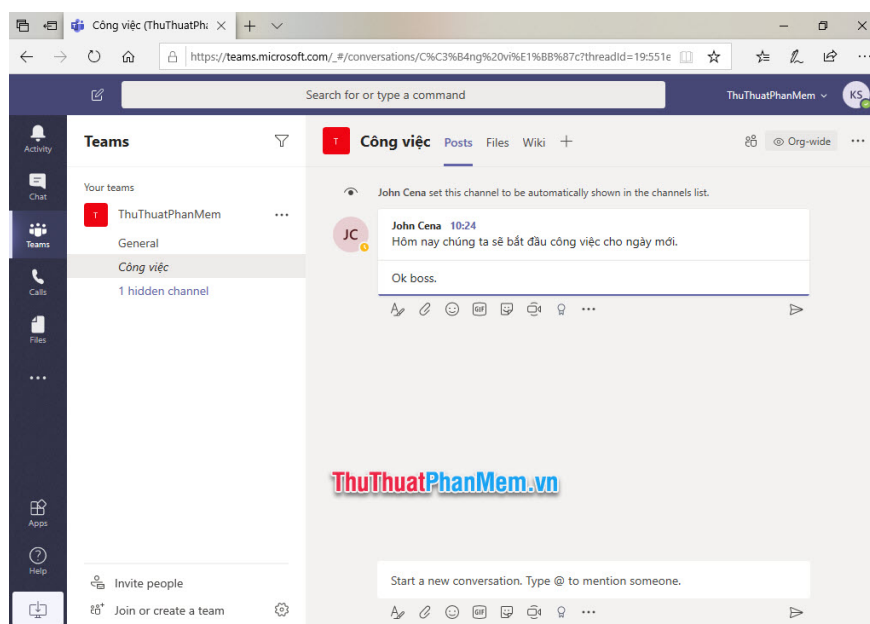 Công việc (ThuThuatPh
https://teams.microsoft.com/_#/conversations/C%C3%B4ng%20vi%E1%BB%87c?threadId=19:551e
Search for or type a command
ThuThuatPhanMem
KS
Activity
Chat
Teams
Calls
Files
Apps
Help
Teams
Your teams
T ThuThuatPhanMem
General
Công việc
1 hidden channel
Invite people
Join or create a team
T Công việc Posts Files Wiki
Org-wide
John Cena set this channel to be automatically shown in the channels list.
JC
John Cena 10:24
Hôm nay chúng ta sẽ bắt đầu công việc cho ngày mới.
Ok boss.
GIF
ThuThuatPhanMem.vn
Start a new conversation. Type @ to mention someone.
GIF